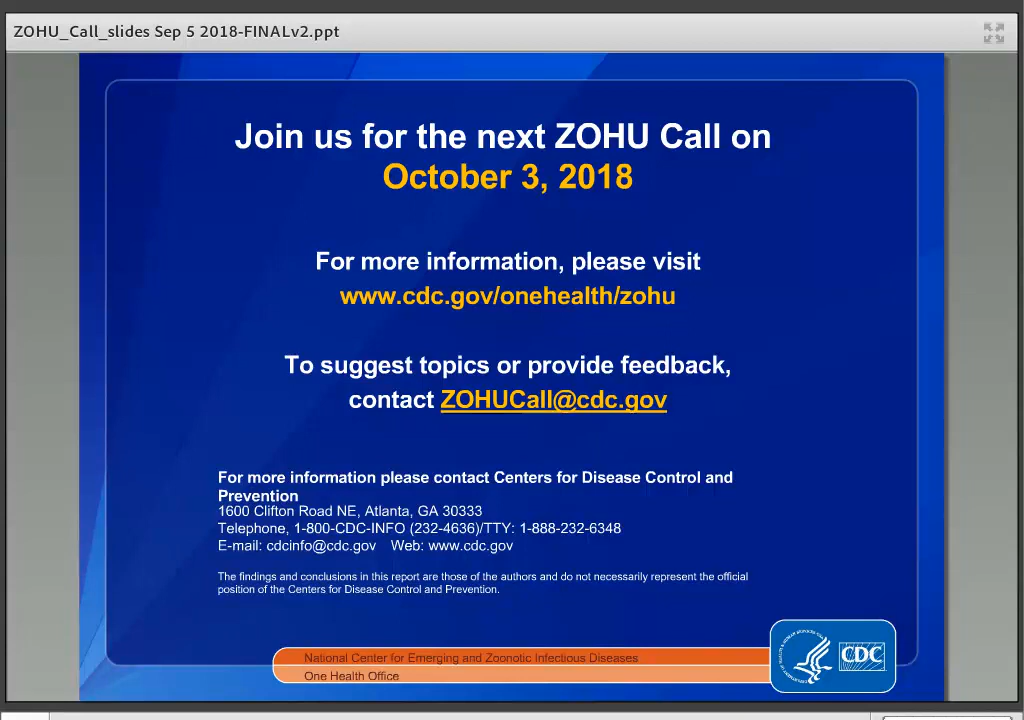 ZOHU_Call_slides Sep 5 2018-FINALv2.ppt
Join us for the next ZOHU Call on
October 3, 2018
For more information, please visit
www.cdc.gov/onehealth/zohu
To suggest topics or provide feedback,
contact ZOHUCall@cdc.gov
For more information please contact Centers for Disease Control and
Prevention
1600 Clifton Road NE, Atlanta, GA 30333
Telephone, 1-800-CDC-INFO (232-4636)/TTY: 1-888-232-6348
E-mail: cdcinfo@cdc.gov Web: www.cdc.gov
The findings and conclusions in this report are those of the authors and do not necessarily represent the official
position of the Centers for Disease Control and Prevention.
National Center for Emerging and Zoonotic Infectious Diseases
One Health Office
CDC